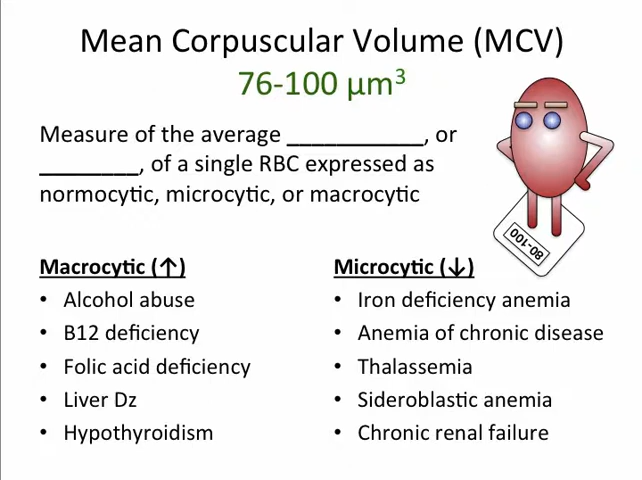 Mean Corpuscular Volume (MCV)
76-100 µm³
Measure of the average ___________, or
________, of a single RBC expressed as
normocytic, microcytic, or macrocytic
80-100
Macrocytic (↑)
• Alcohol abuse
• B12 deficiency
• Folic acid deficiency
• Liver Dz
• Hypothyroidism
Microcytic (↓)
• Iron deficiency anemia
• Anemia of chronic disease
• Thalassemia
• Sideroblastic anemia
• Chronic renal failure